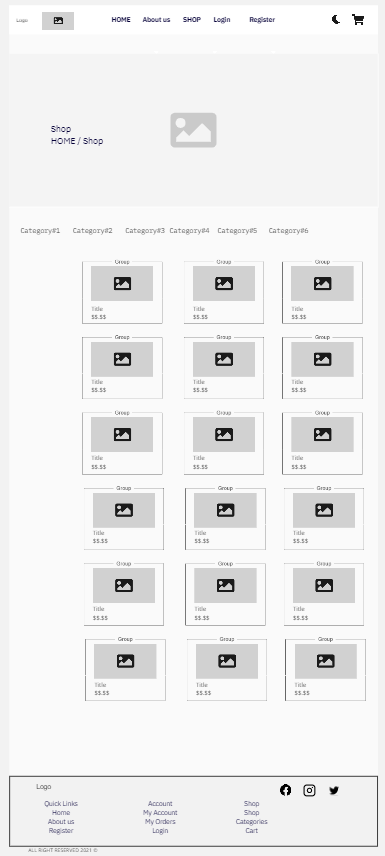 Logo HOME About us SHOP Login Register
Shop
HOME / Shop
Category#1 Category#2 Category#3 Category#4 Category#5 Category#6
Group Group Group
Title Title Title
$$.$$ $$.$$ $$.$$
Group Group Group
Title Title Title
$$.$$ $$.$$ $$.$$
Group Group Group
Title Title Title
$$.$$ $$.$$ $$.$$
Group Group Group
Title Title Title
$$.$$ $$.$$ $$.$$
Group Group Group
Title Title Title
$$.$$ $$.$$ $$.$$
Group Group Group
Title Title Title
$$.$$ $$.$$ $$.$$
Logo
Quick Links Account Shop
Home My Account Shop
About us My Orders Categories
Register Login Cart
ALL RIGHT RESERVED 2021 ©